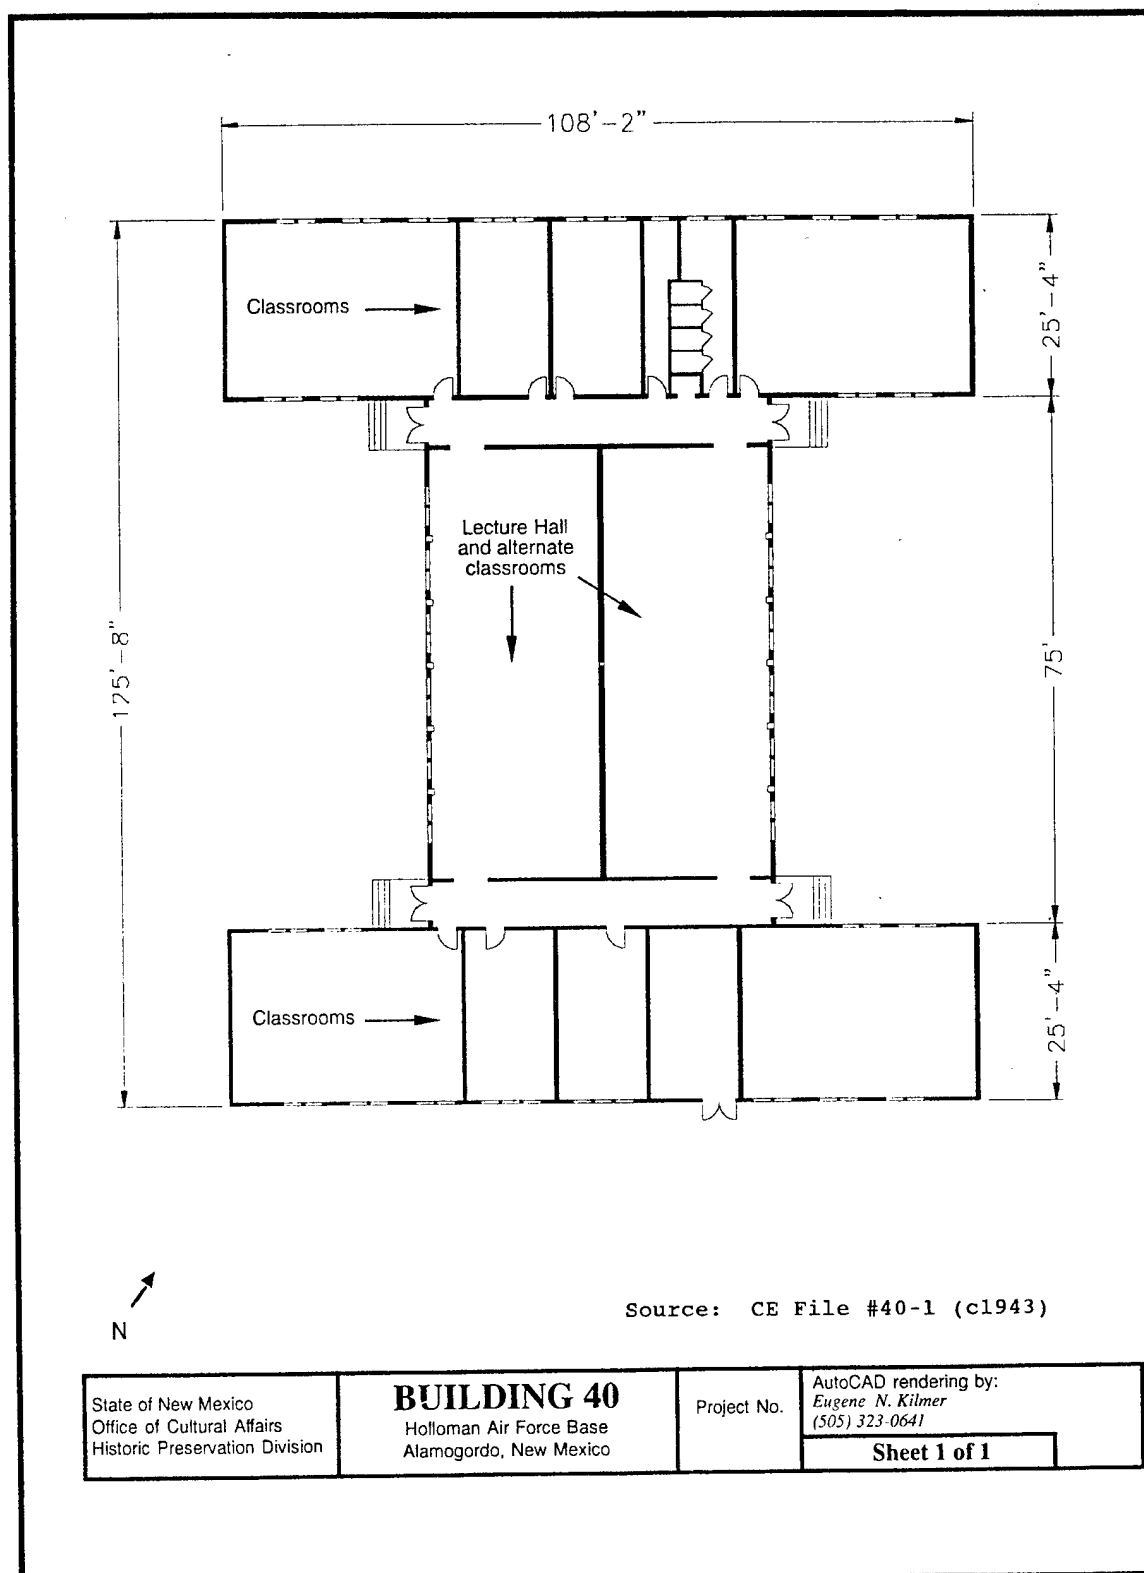 108'-2"
25'-4"
Classrooms
Lecture Hall
and alternate
classrooms
125'-8"
75'
25'-4"
Classrooms
N
Source: CE File #40-1 (c1943)
State of New Mexico
Office of Cultural Affairs
Historic Preservation Division
BUILDING 40
Holloman Air Force Base
Alamogordo, New Mexico
Project No.
AutoCAD rendering by:
Eugene N. Kilmer
(505) 323-0641
Sheet 1 of 1